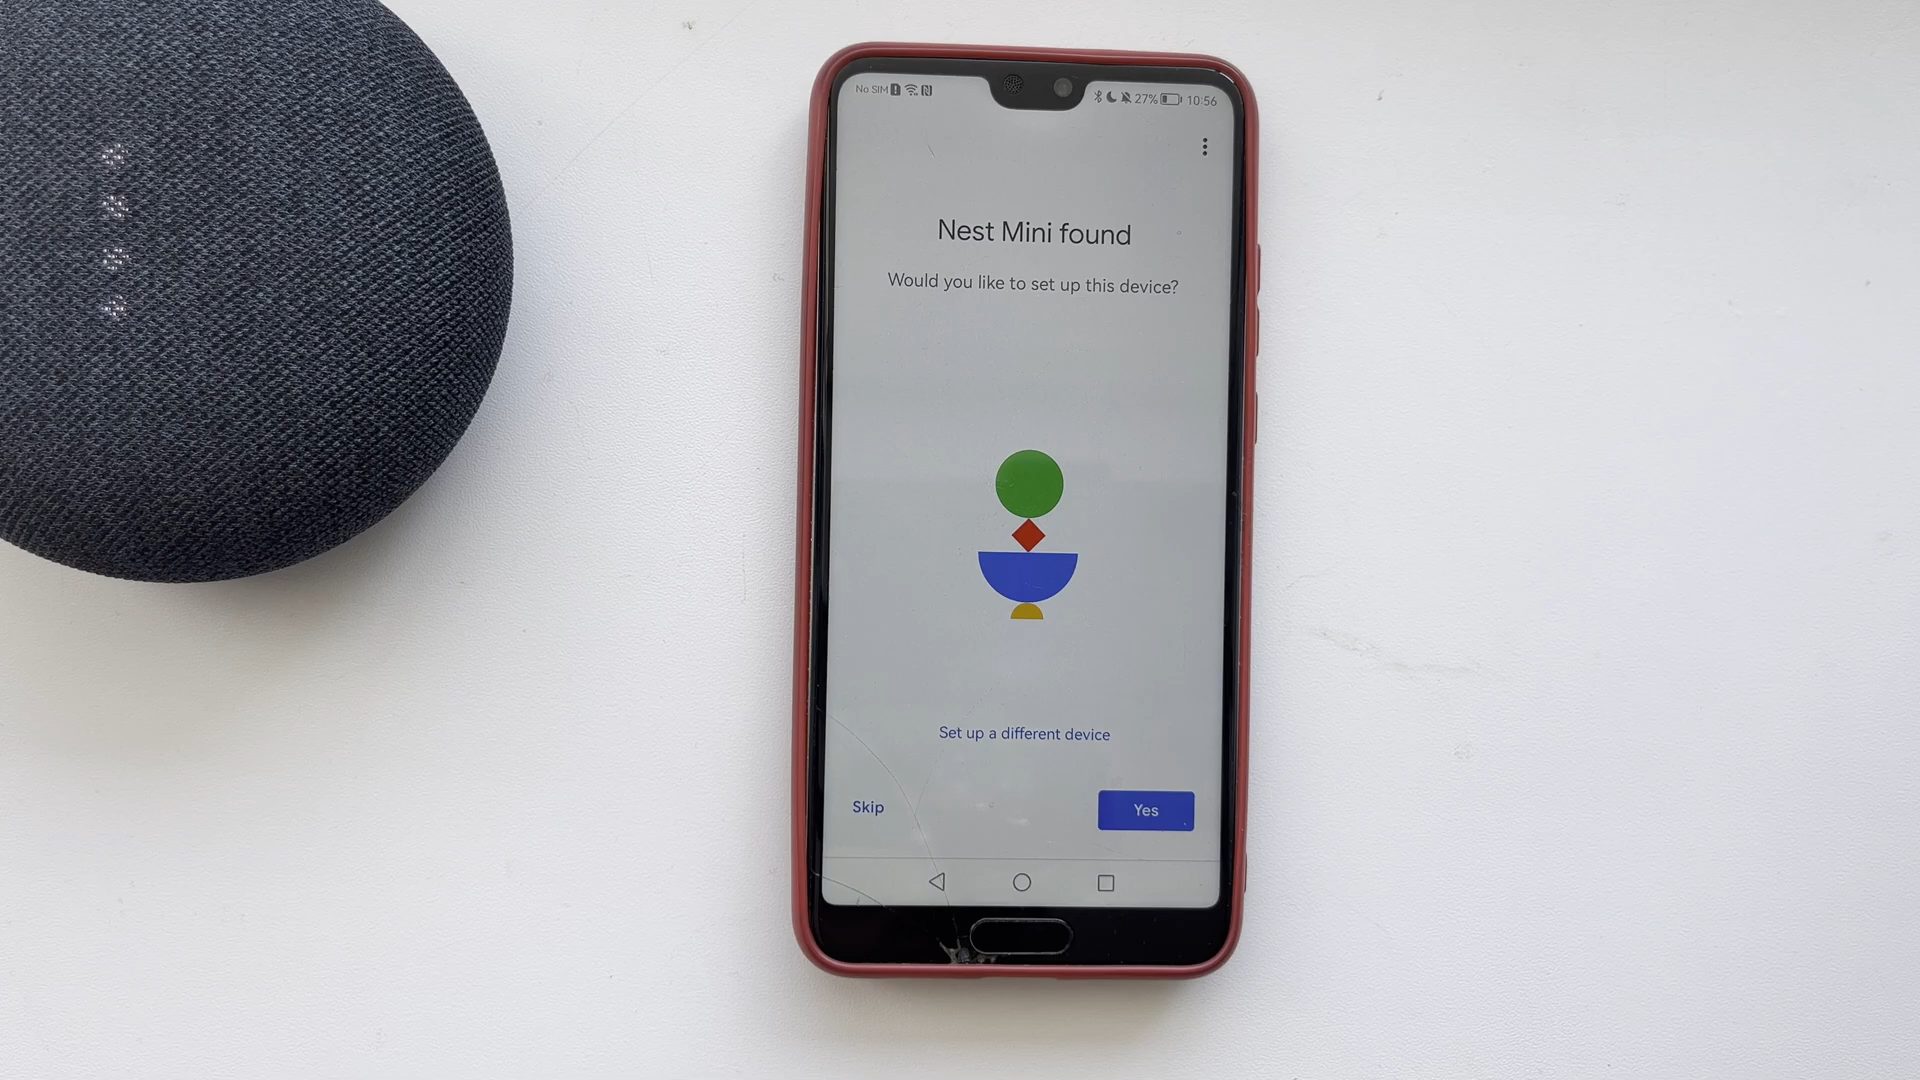 No SIM 27% 10:56
Nest Mini found
Would you like to set up this device?
Set up a different device
Skip Yes